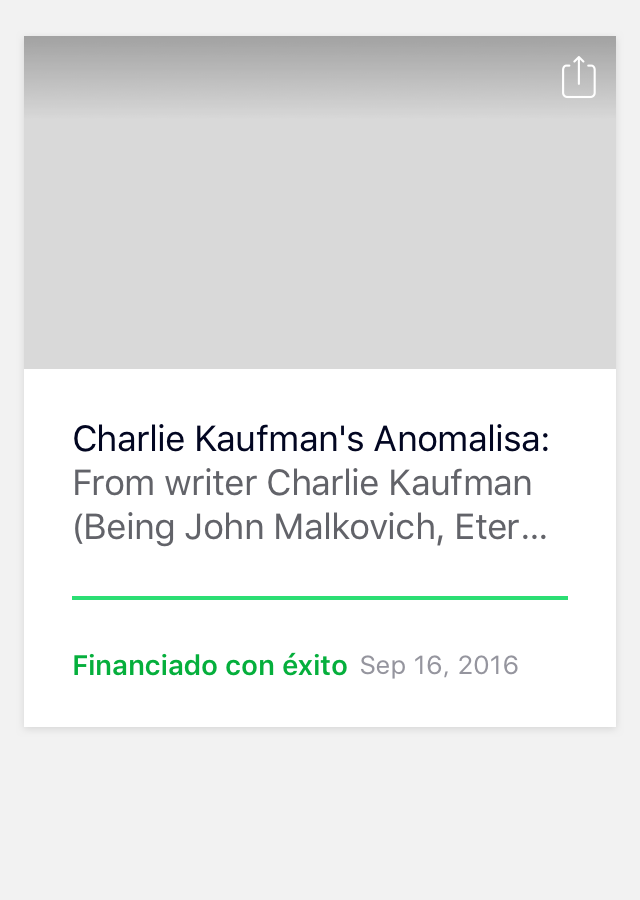 Charlie Kaufman's Anomalisa:
From writer Charlie Kaufman
(Being John Malkovich, Eter...
Financiado con éxito Sep 16, 2016